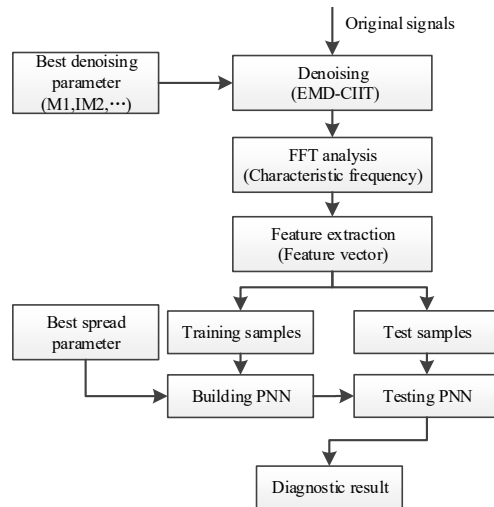 Original signals
Best denoising
parameter
(M1,IM2,⋯)
Denoising
(EMD-CIIT)
FFT analysis
(Characteristic frequency)
Feature extraction
(Feature vector)
Best spread
parameter
Training samples
Test samples
Building PNN
Testing PNN
Diagnostic result